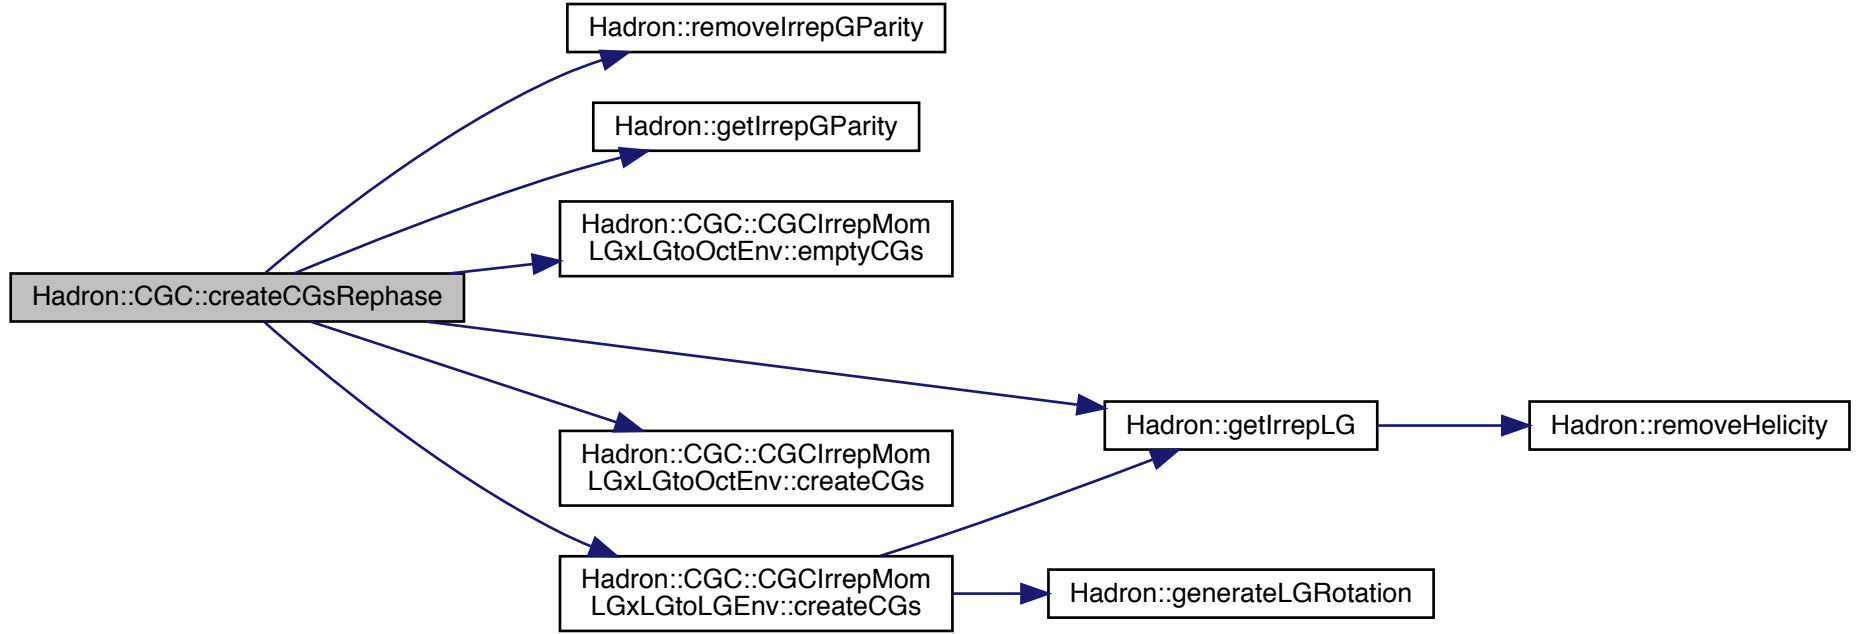 Hadron::removeIrrepGParity
Hadron::getIrrepGParity
Hadron::CGC::CGCIrrepMom
LGxLGtoOctEnv::emptyCGs
Hadron::CGC::createCGsRephase
Hadron::getIrrepLG
Hadron::removeHelicity
Hadron::CGC::CGCIrrepMom
LGxLGtoOctEnv::createCGs
Hadron::CGC::CGCIrrepMom
LGxLGtoLGEnv::createCGs
Hadron::generateLGRotation